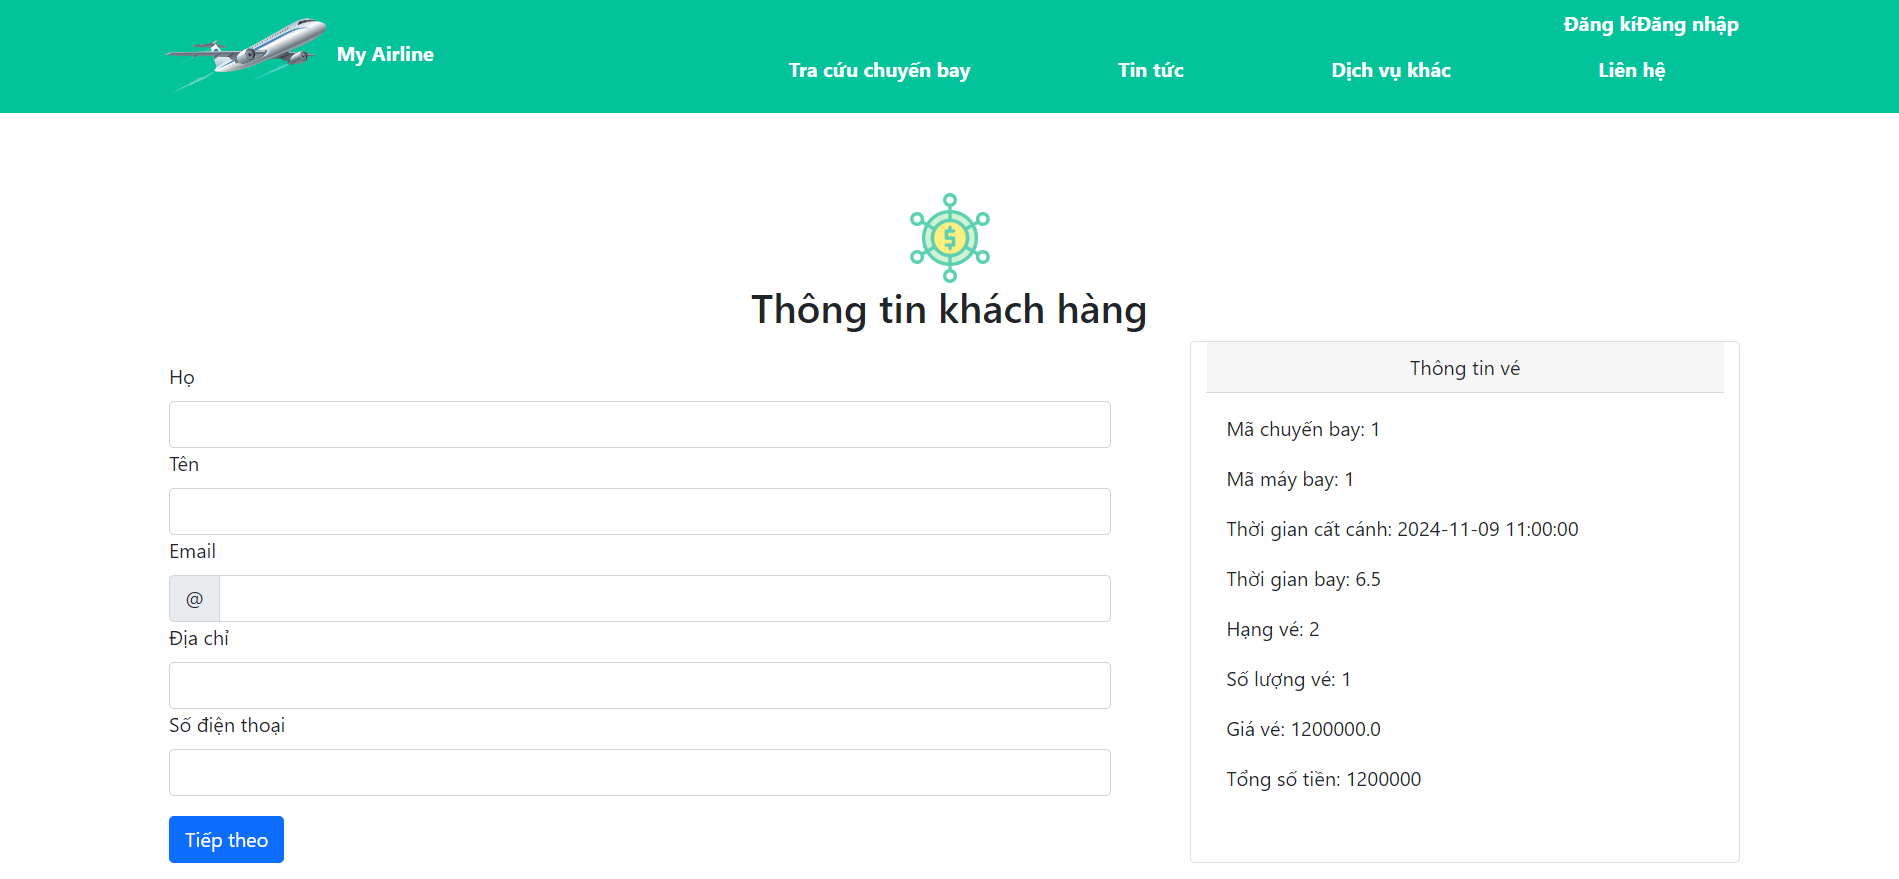 Đăng kíĐăng nhập
My Airline
Tra cứu chuyến bay Tin tức Dịch vụ khác Liên hệ
$
Thông tin khách hàng
Họ
Tên
Email
@
Địa chỉ
Số điện thoại
Tiếp theo
Thông tin vé
Mã chuyến bay: 1
Mã máy bay: 1
Thời gian cất cánh: 2024-11-09 11:00:00
Thời gian bay: 6.5
Hạng vé: 2
Số lượng vé: 1
Giá vé: 1200000.0
Tổng số tiền: 1200000